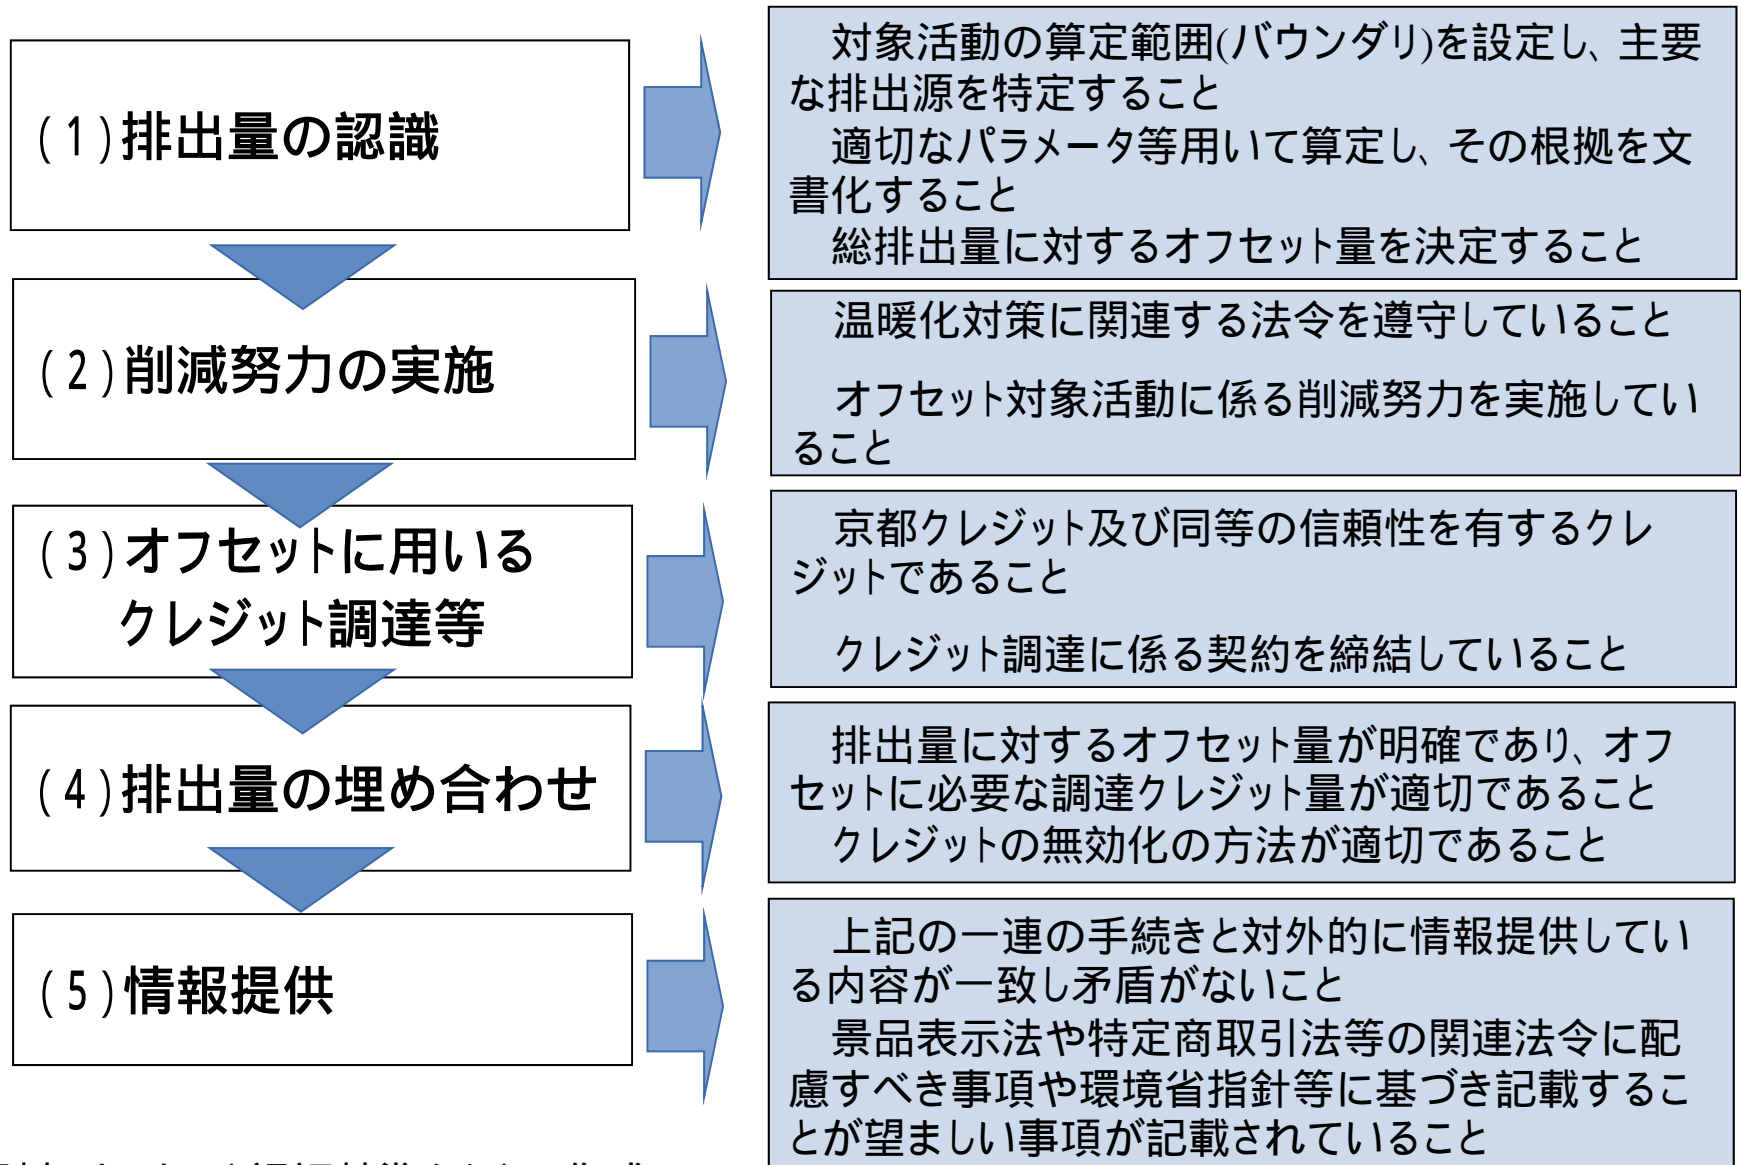 (1)排出量の認識
対象活動の算定範囲(バウンダリ)を設定し、主要
な排出源を特定すること
適切なパラメータ等用いて算定し、その根拠を文
書化すること
総排出量に対するオフセット量を決定すること
(2)削減努力の実施
温暖化対策に関連する法令を遵守していること
オフセット対象活動に係る削減努力を実施してい
ること
(3)オフセットに用いる
クレジット調達等
京都クレジット及び同等の信頼性を有するクレ
ジットであること
クレジット調達に係る契約を締結していること
(4)排出量の埋め合わせ
排出量に対するオフセット量が明確であり、オフ
セットに必要な調達クレジット量が適切であること
クレジットの無効化の方法が適切であること
(5)情報提供
上記の一連の手続きと対外的に情報提供してい
る内容が一致し矛盾がないこと
景品表示法や特定商取引法等の関連法令に配
慮すべき事項や環境省指針等に基づき記載するこ
とが望ましい事項が記載されていること